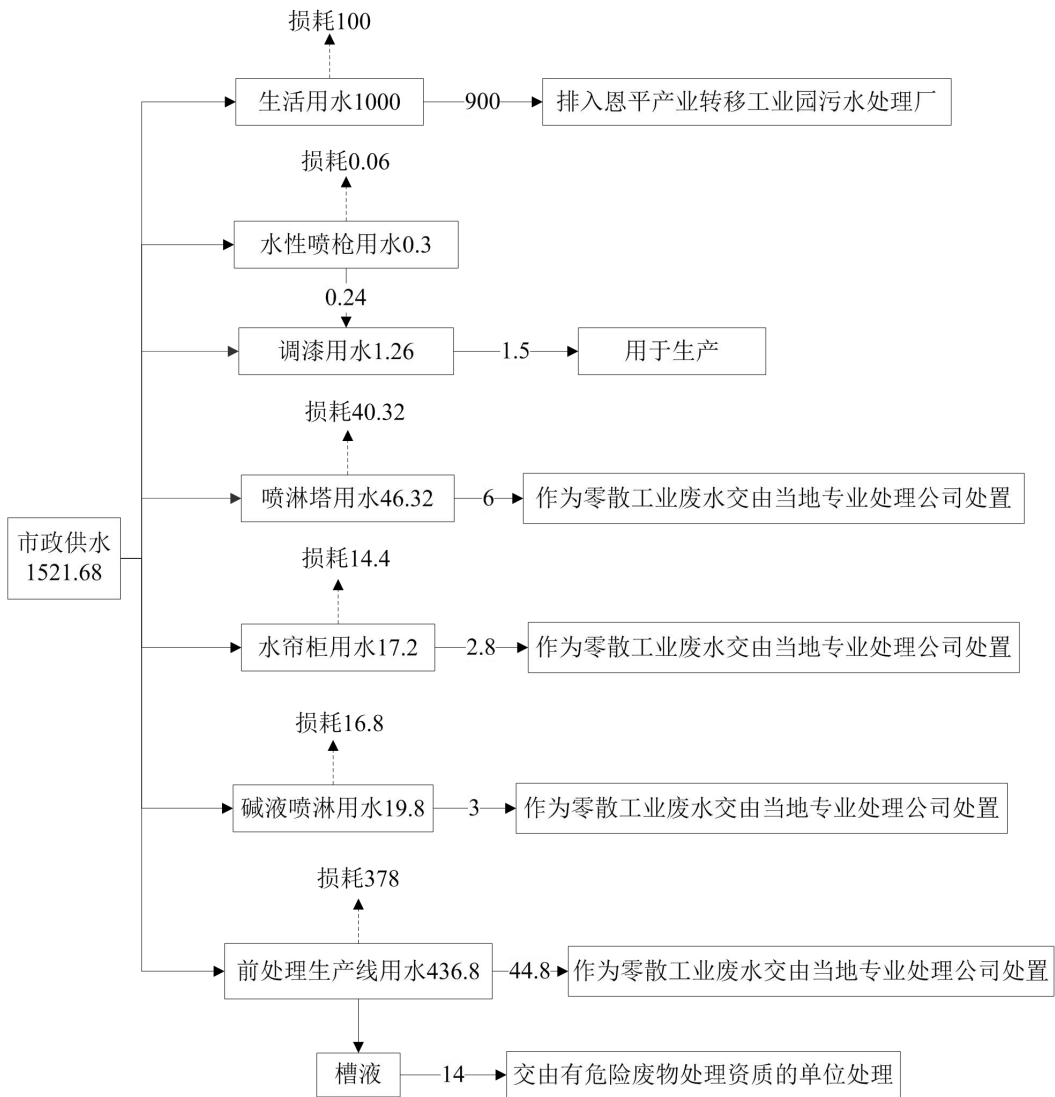 损耗100
生活用水1000
900
排入恩平产业转移工业园污水处理厂
损耗0.06
水性喷枪用水0.3
0.24
调漆用水1.26
1.5
用于生产
损耗40.32
喷淋塔用水46.32
6
作为零散工业废水交由当地专业处理公司处置
市政供水
1521.68
损耗14.4
水帘柜用水17.2
2.8
作为零散工业废水交由当地专业处理公司处置
损耗16.8
碱液喷淋用水19.8
3
作为零散工业废水交由当地专业处理公司处置
损耗378
前处理生产线用水436.8
44.8
作为零散工业废水交由当地专业处理公司处置
槽液
14
交由有危险废物处理资质的单位处理